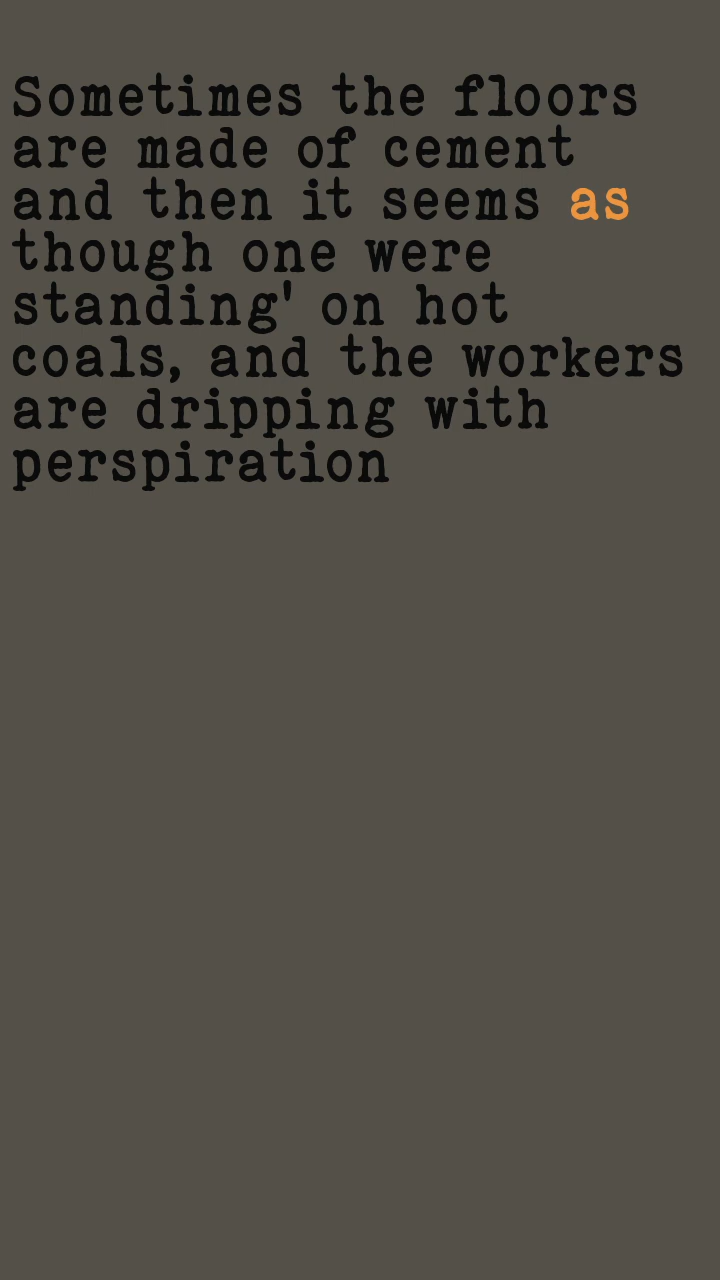 Sometimes the floors
are made of cement
and then it seems as
though one were
standing' on hot
coals, and the workers
are dripping with
perspiration